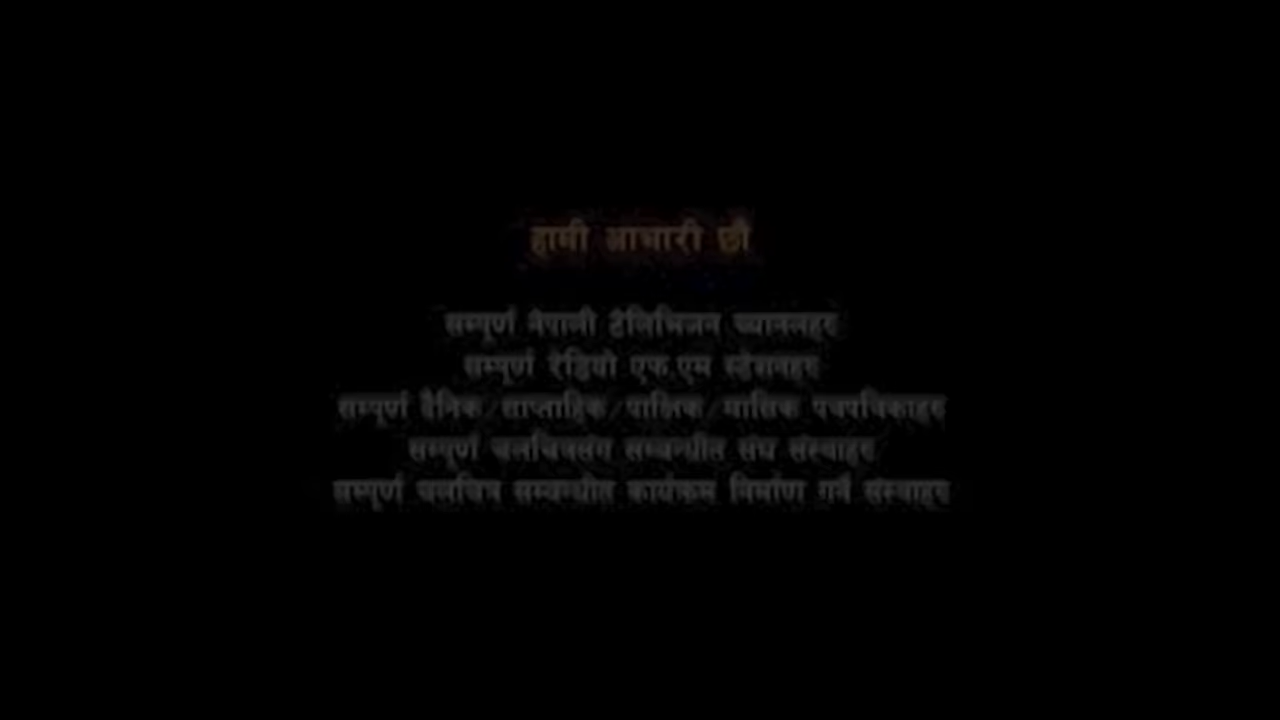 हामी आभारी छौं
सम्पूर्ण नेपाली टेलिभिजन च्यानलहरु
सम्पूर्ण रेडियो एफ.एम स्टेशनहरु
सम्पूर्ण दैनिक/साप्ताहिक/पाक्षिक/मासिक पत्रपत्रिकाहरु
सम्पूर्ण चलचित्रसंग सम्बन्धीत संघ संस्थाहरु
सम्पूर्ण चलचित्र सम्बन्धीत कार्यक्रम निर्माण गर्ने संस्थाहरु